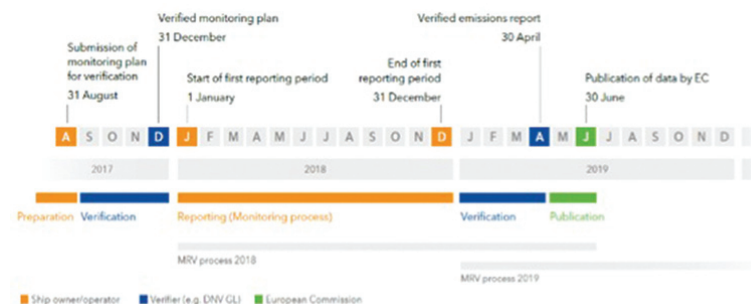 Verified monitoring plan
31 December
Verified emissions report
30 April
Submission of
monitoring plan
for verification
31 August
Start of first reporting period
1 January
End of first
reporting period
31 December
Publication of data by EC
30 June
A S O N D J F M A M J J A S O N D J F M A M J J A S O N D
2017 2018 2019
Preparation Verification Reporting (Monitoring process) Verification Publication
MRV process 2018
MRV process 2019
Ship owner/operator Verifier (e.g. DNV GL) European Commission